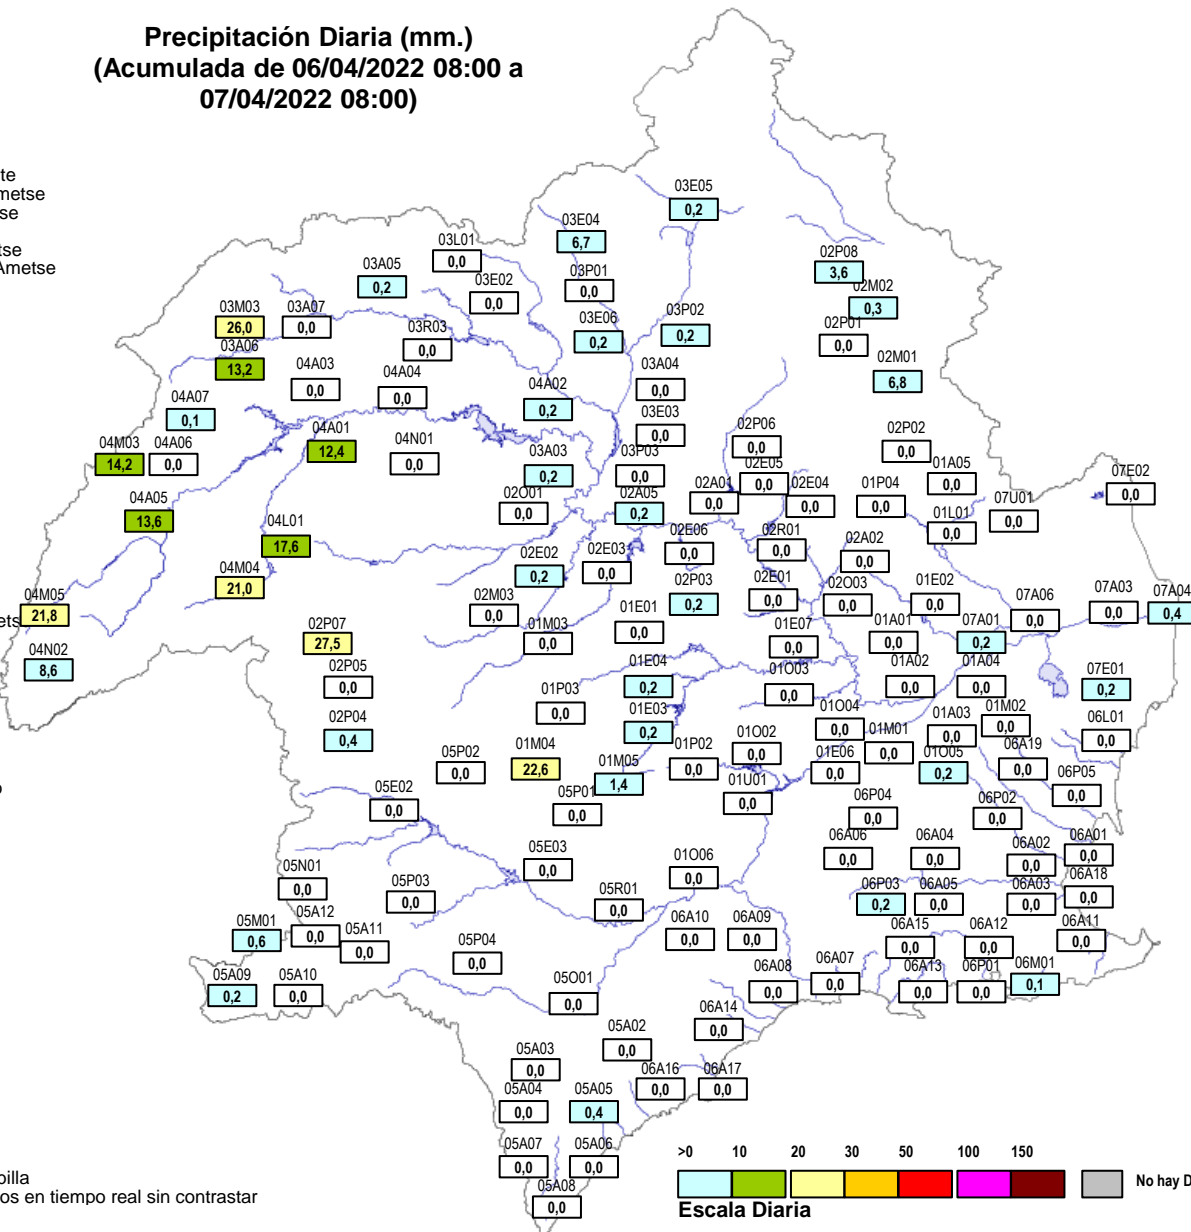 Precipitación Diaria (mm.)
(Acumulada de 06/04/2022 08:00 a
07/04/2022 08:00)
te
metse
se
tse
Ametse
03E05
0,2
03E04
6,7
03L01
0,0
03A05
0,2
03E02
0,0
03P01
0,0
02P08
3,6
02M02
0,3
03M03
26,0
03A07
0,0
03R03
0,0
03E06
0,2
03P02
0,2
02P01
0,0
03A06
13,2
04A03
0,0
04A04
0,0
03A04
0,0
02M01
6,8
04A07
0,1
04A02
0,2
03E03
0,0
04A01
12,4
04N01
0,0
02P06
0,0
02P02
0,0
04M03
14,2
04A06
0,0
03A03
0,2
03P03
0,0
02E05
0,0
01A05
0,0
07E02
0,0
04A05
13,6
02O01
0,0
02A05
0,2
02A01
0,0
02E04
0,0
01P04
0,0
07U01
0,0
04L01
17,6
01L01
0,0
02E06
0,0
02R01
0,0
02A02
0,0
04M04
21,0
02E02
0,2
02E03
0,0
02P03
0,2
02E01
0,0
02O03
0,0
01E02
0,0
07A03
0,0
07A04
0,4
04M05
21,8
02M03
0,0
07A06
0,0
ets
02P07
27,5
01M03
0,0
01E01
0,0
01E07
0,0
01A01
0,0
07A01
0,2
04N02
8,6
02P05
0,0
01E04
0,2
01O03
0,0
01A02
0,0
01A04
0,0
07E01
0,2
01P03
0,0
02P04
0,4
01E03
0,2
01O04
0,0
01A03
0,0
01M02
0,0
06L01
0,0
05P02
0,0
01M04
22,6
01M05
1,4
01P02
0,0
01O02
0,0
01M01
0,0
01E06
0,0
01O05
0,2
06A19
0,0
06P05
0,0
05E02
0,0
05P01
0,0
01U01
0,0
06P04
0,0
06P02
0,0
05E03
0,0
01O06
0,0
06A06
0,0
06A04
0,0
06A02
0,0
06A01
0,0
05N01
0,0
05P03
0,0
05R01
0,0
06P03
0,2
06A05
0,0
06A03
0,0
06A18
0,0
05M01
0,6
05A12
0,0
05A11
0,0
06A10
0,0
06A09
0,0
06A15
0,0
06A12
0,0
06A11
0,0
05P04
0,0
05A09
0,2
05A10
0,0
05O01
0,0
06A08
0,0
06A07
0,0
06A13
0,0
06P01
0,0
06M01
0,1
06A14
0,0
05A02
0,0
05A03
0,0
06A16
0,0
06A17
0,0
05A04
0,0
05A05
0,4
05A07
0,0
05A06
0,0
05A08
0,0
>0 10 20 30 50 100 150
No hay D
Escala Diaria
os en tiempo real sin contrastar